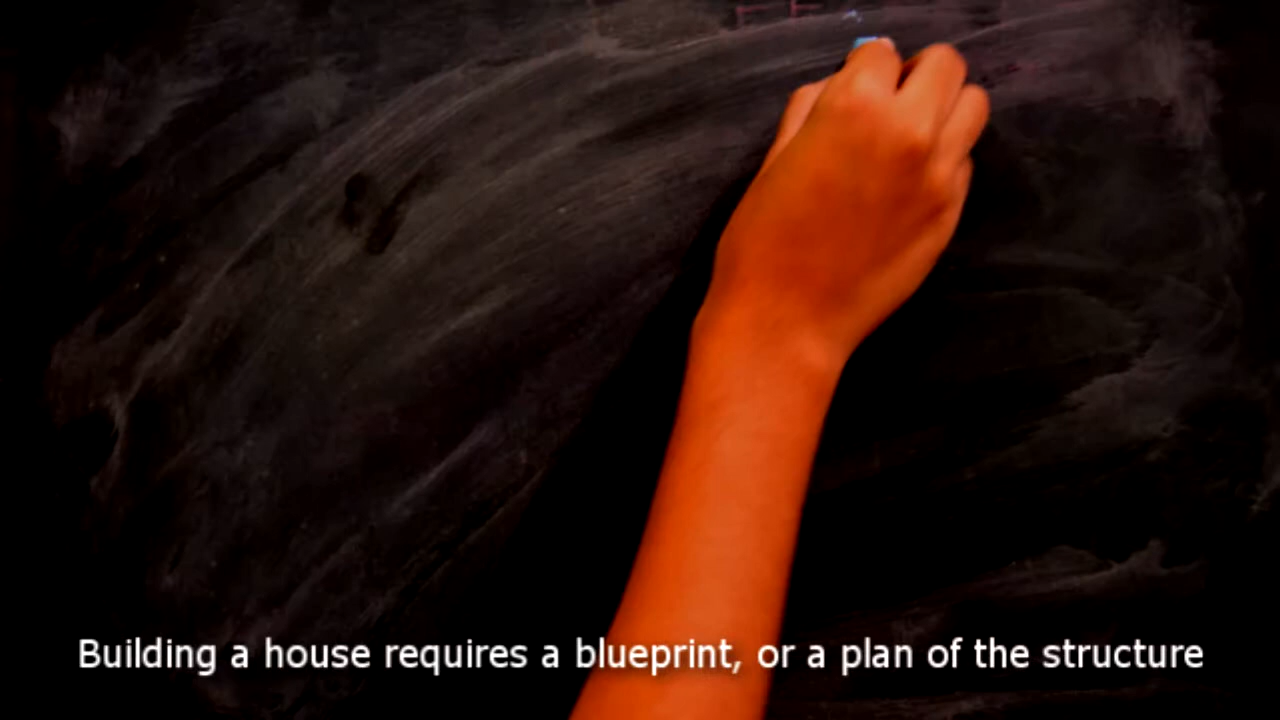 Building a house requires a blueprint, or a plan of the structure